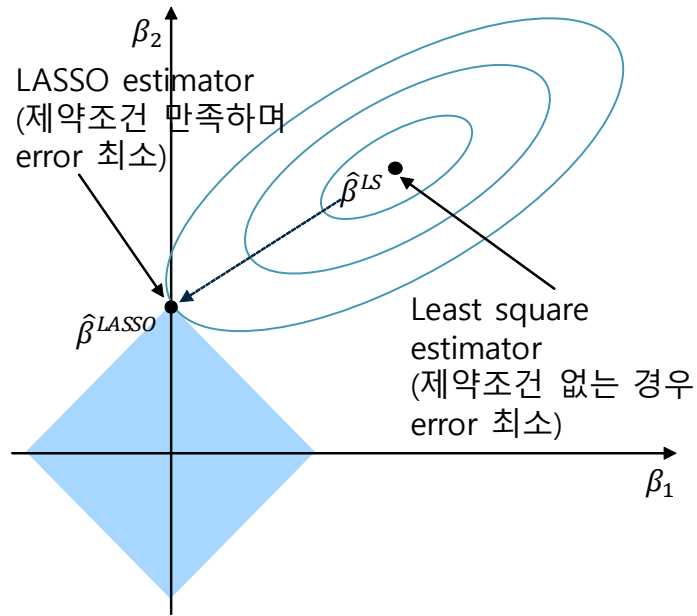 β₂
LASSO estimator
(제약조건 만족하며
error 최소)
β̂ᴸˢ
β̂ᴸᴬˢˢᴼ
Least square
estimator
(제약조건 없는 경우
error 최소)
β₁